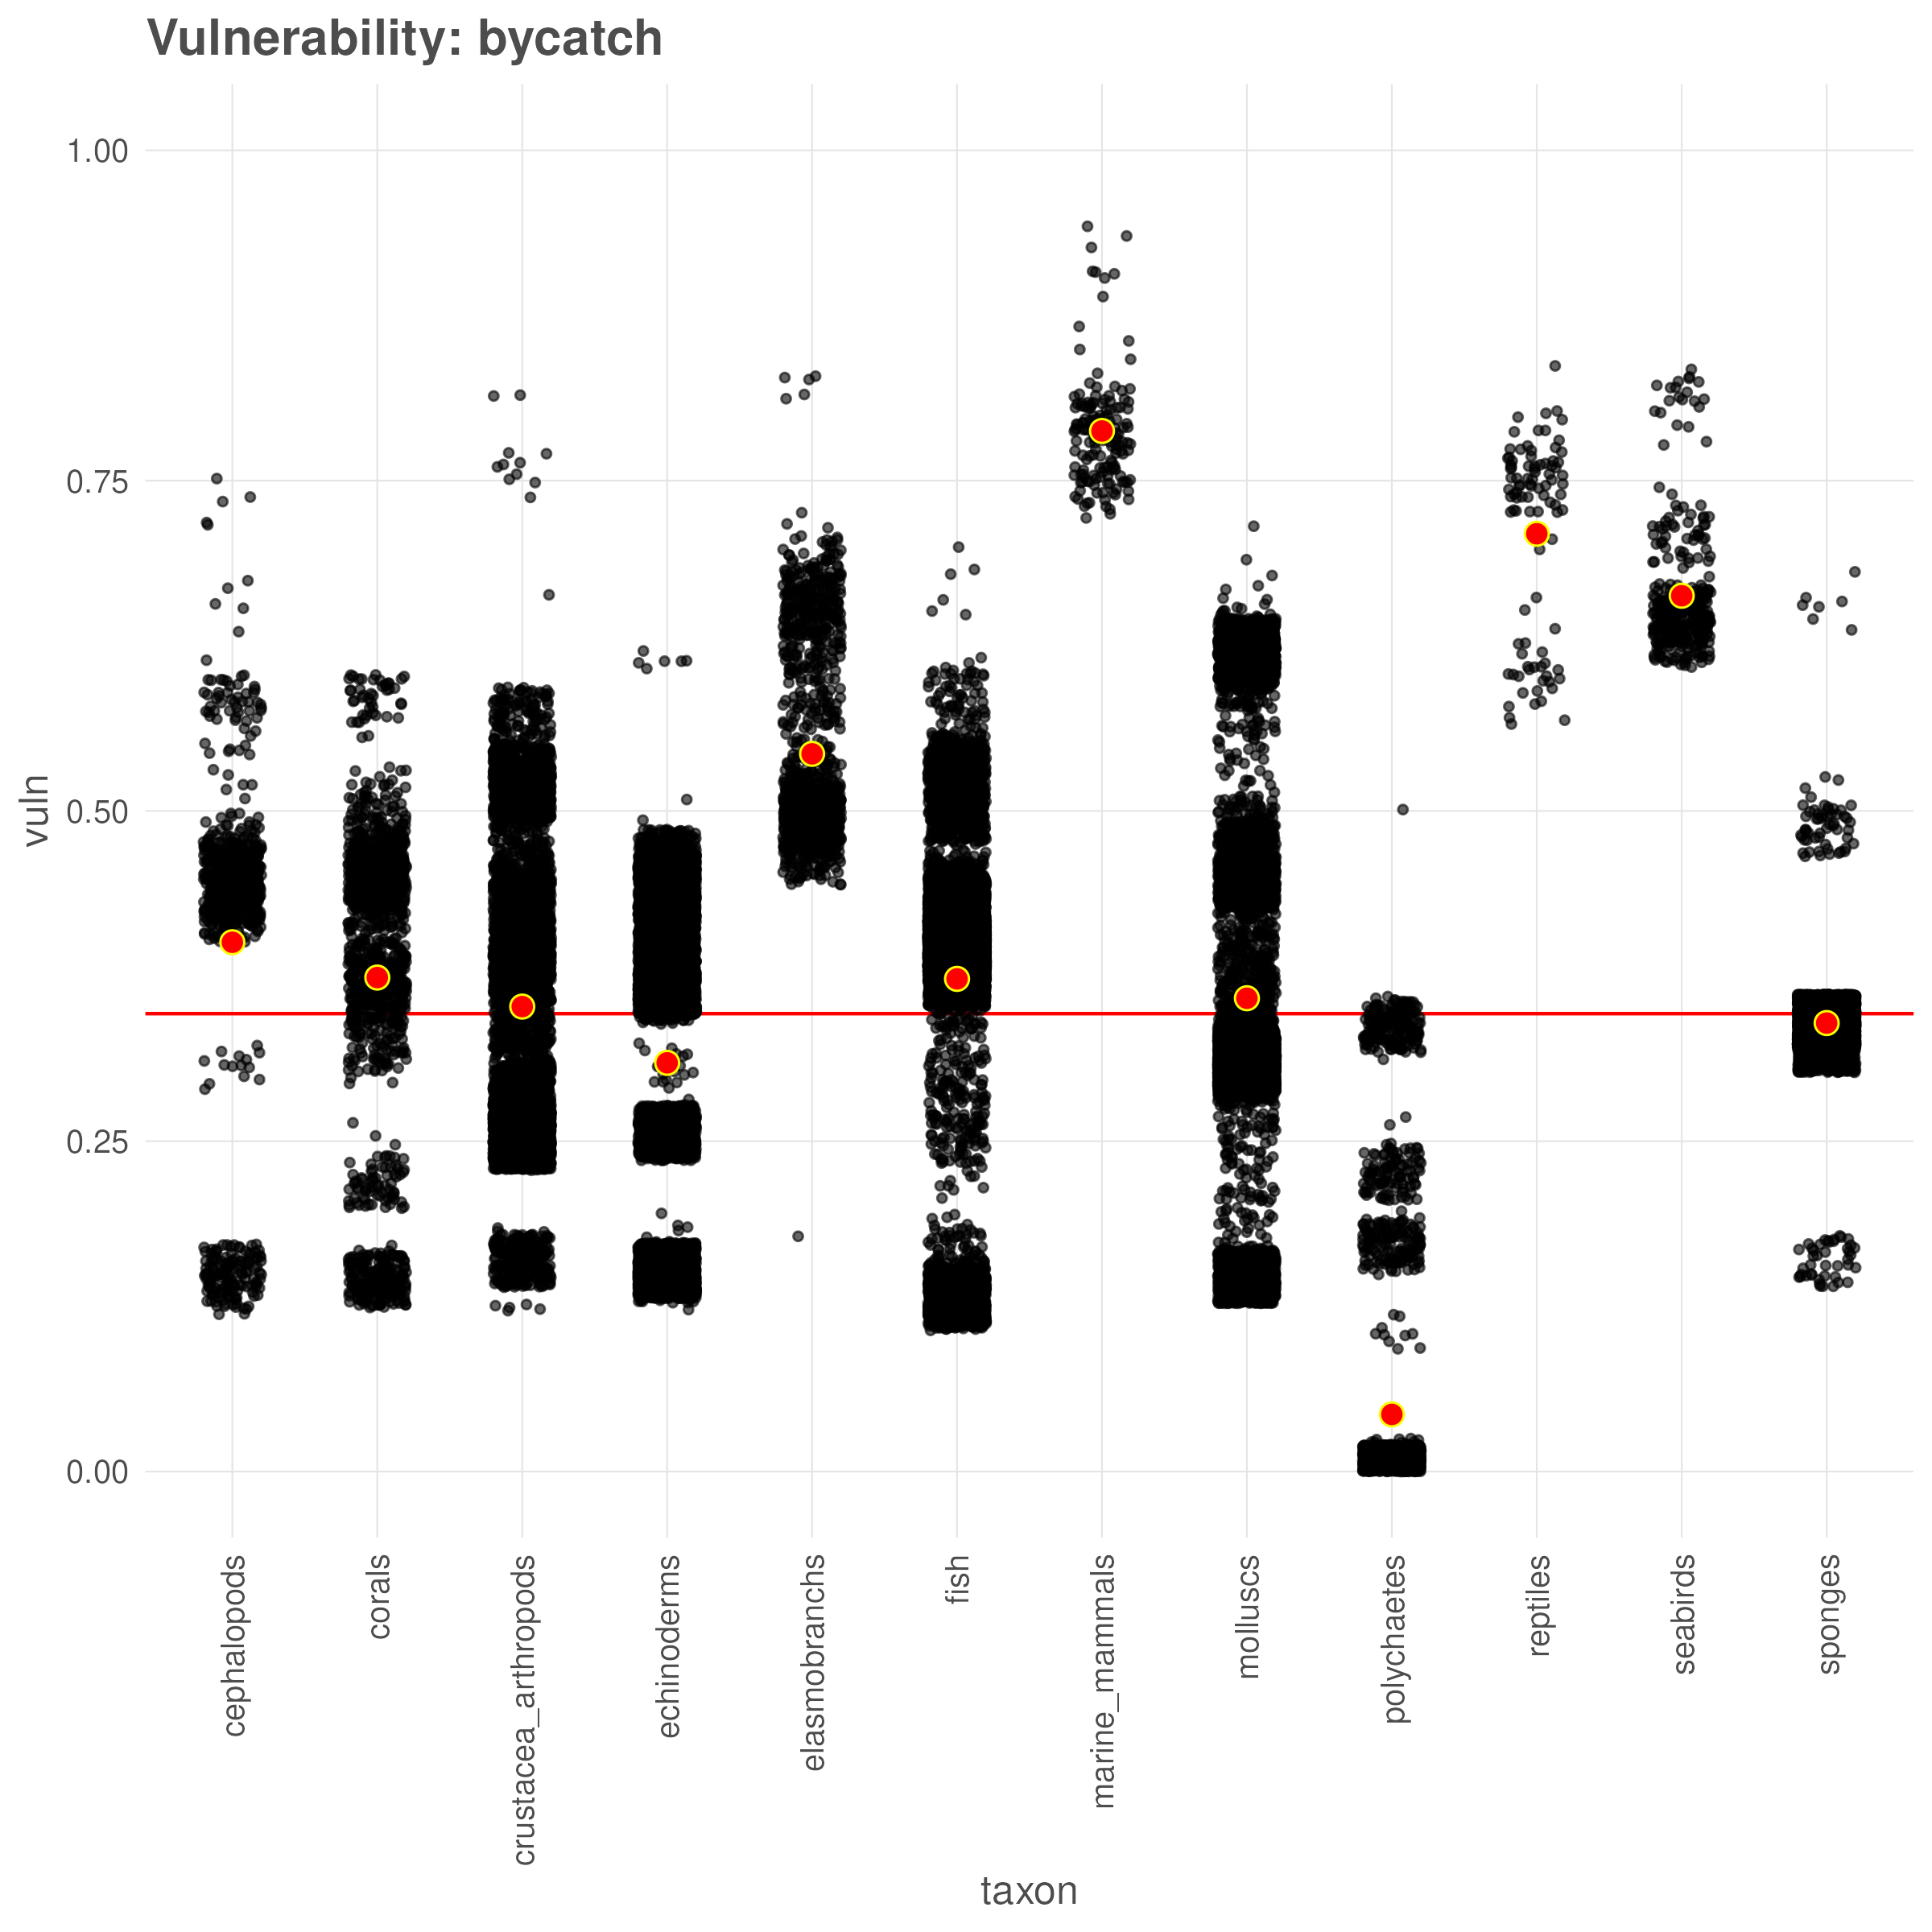 Vulnerability: bycatch
1.00
0.75
0.50
0.25
0.00
vuln
cephalopods
corals
crustacea_arthropods
echinoderms
elasmobranchs
fish
marine_mammals
molluscs
polychaetes
reptiles
seabirds
sponges
taxon